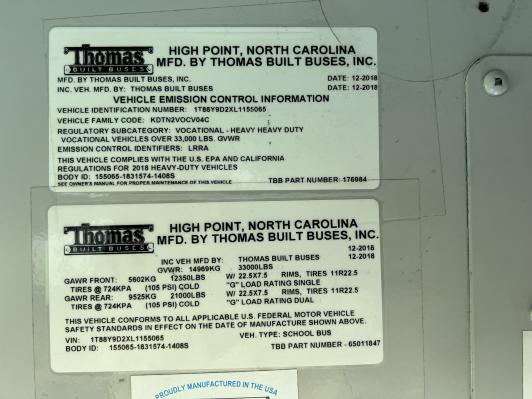 Thomas
BUILT BUSES
HIGH POINT, NORTH CAROLINA
MFD. BY THOMAS BUILT BUSES, INC.
MFD. BY THOMAS BUILT BUSES, INC. DATE: 12-2018
INC. VEH. MFD. BY: THOMAS BUILT BUSES DATE: 12-2018
VEHICLE EMISSION CONTROL INFORMATION
VEHICLE IDENTIFICATION NUMBER: 1T88Y9D2XL1155065
VEHICLE FAMILY CODE: KDTN2VOCV04C
REGULATORY SUBCATEGORY: VOCATIONAL - HEAVY HEAVY DUTY
VOCATIONAL VEHICLES OVER 33,000 LBS. GVWR
EMISSION CONTROL IDENTIFIERS: LRRA
THIS VEHICLE COMPLIES WITH THE U.S. EPA AND CALIFORNIA
REGULATIONS FOR 2018 HEAVY-DUTY VEHICLES
BODY ID: 155065-1831574-1408S
SEE OWNER'S MANUAL FOR PROPER MAINTENANCE OF THIS VEHICLE TBB PART NUMBER: 176984
Thomas
BUILT BUSES
HIGH POINT, NORTH CAROLINA
MFD. BY THOMAS BUILT BUSES, INC.
12-2018
INC VEH MFD BY: THOMAS BUILT BUSES 12-2018
GVWR: 14969KG 33000LBS
GAWR FRONT: 5602KG 12350LBS W/ 22.5X7.5 RIMS, TIRES 11R22.5
TIRES @ 724KPA (105 PSI) COLD "G" LOAD RATING SINGLE
GAWR REAR: 9525KG 21000LBS W/ 22.5X7.5 RIMS, TIRES 11R22.5
TIRES @ 724KPA (105 PSI) COLD "G" LOAD RATING DUAL
THIS VEHICLE CONFORMS TO ALL APPLICABLE U.S. FEDERAL MOTOR VEHICLE
SAFETY STANDARDS IN EFFECT ON THE DATE OF MANUFACTURE SHOWN ABOVE.
VIN: 1T88Y9D2XL1155065 VEH. TYPE: SCHOOL BUS
BODY ID: 155065-1831574-1408S TBB PART NUMBER - 65011847
PROUDLY MANUFACTURED IN THE USA